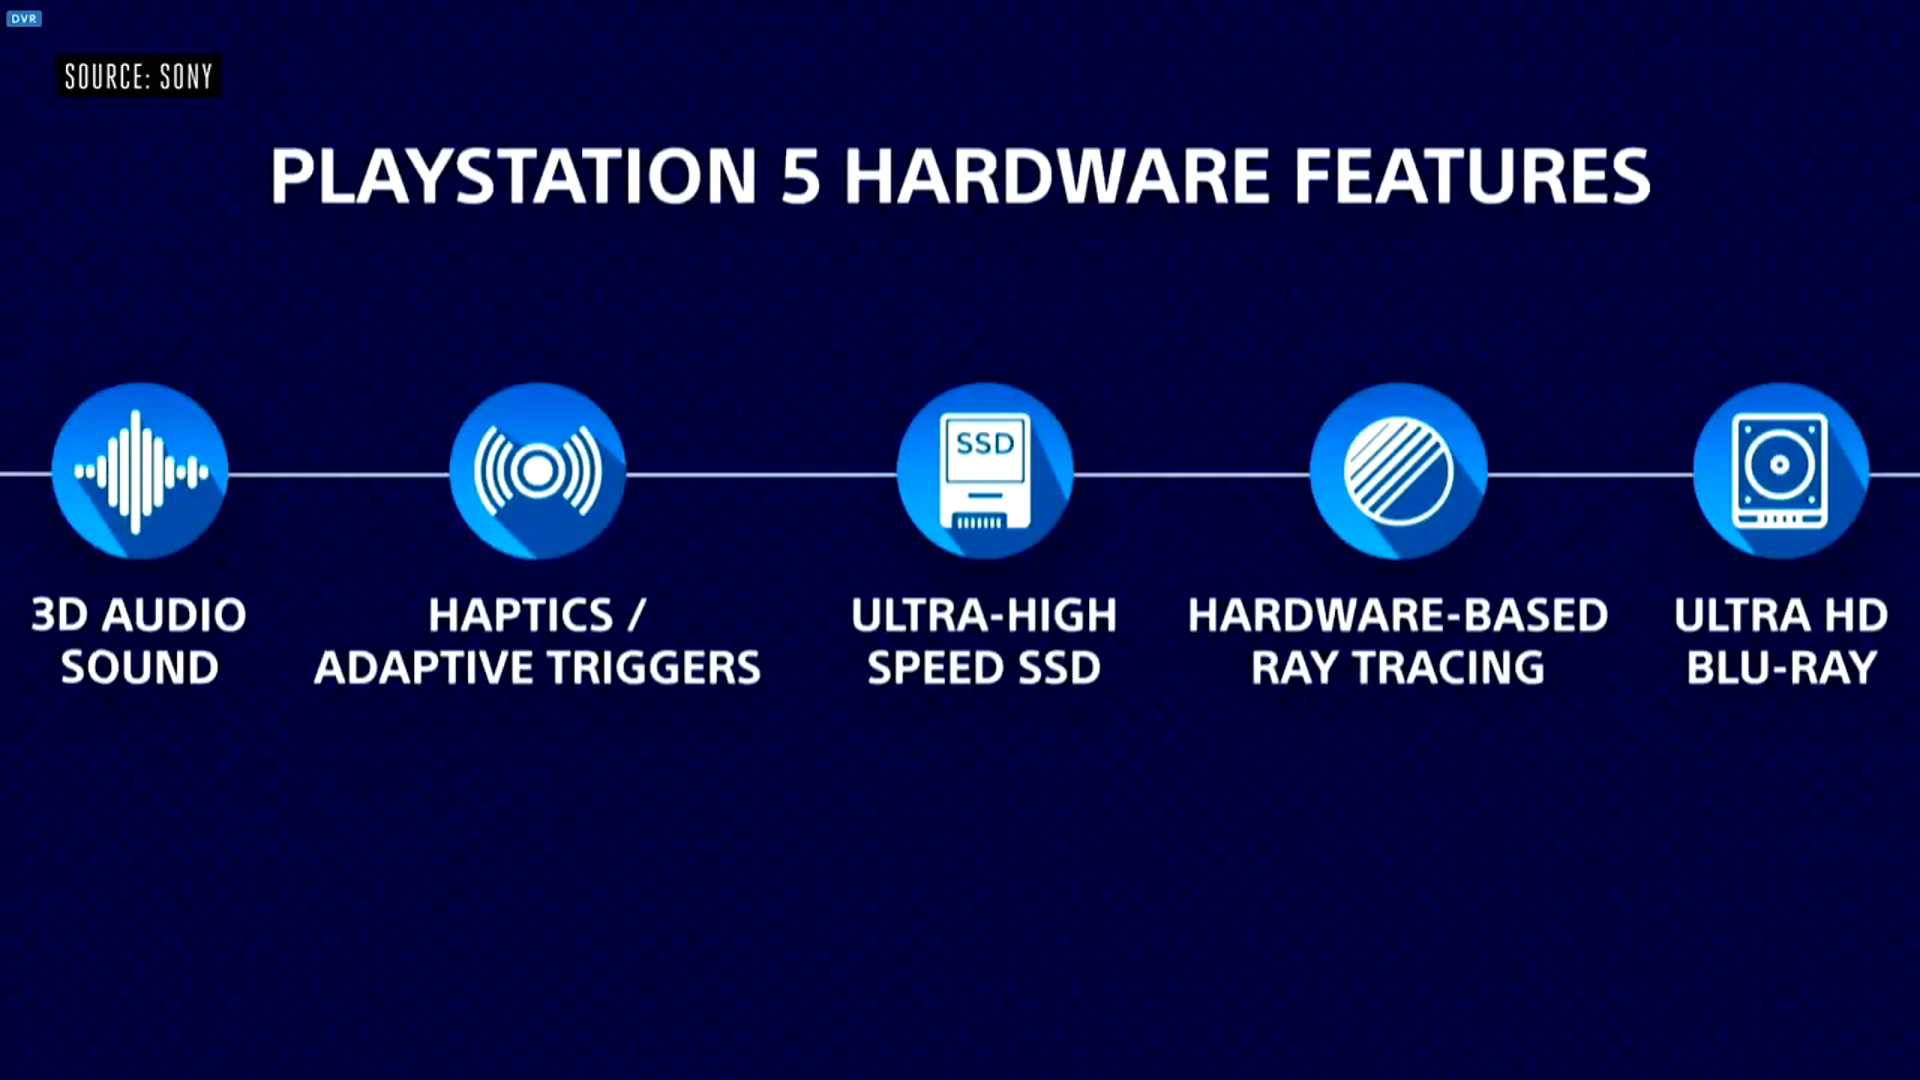 DVR
SOURCE: SONY
PLAYSTATION 5 HARDWARE FEATURES
SSD
3D AUDIO
SOUND
HAPTICS /
ADAPTIVE TRIGGERS
ULTRA-HIGH
SPEED SSD
HARDWARE-BASED
RAY TRACING
ULTRA HD
BLU-RAY